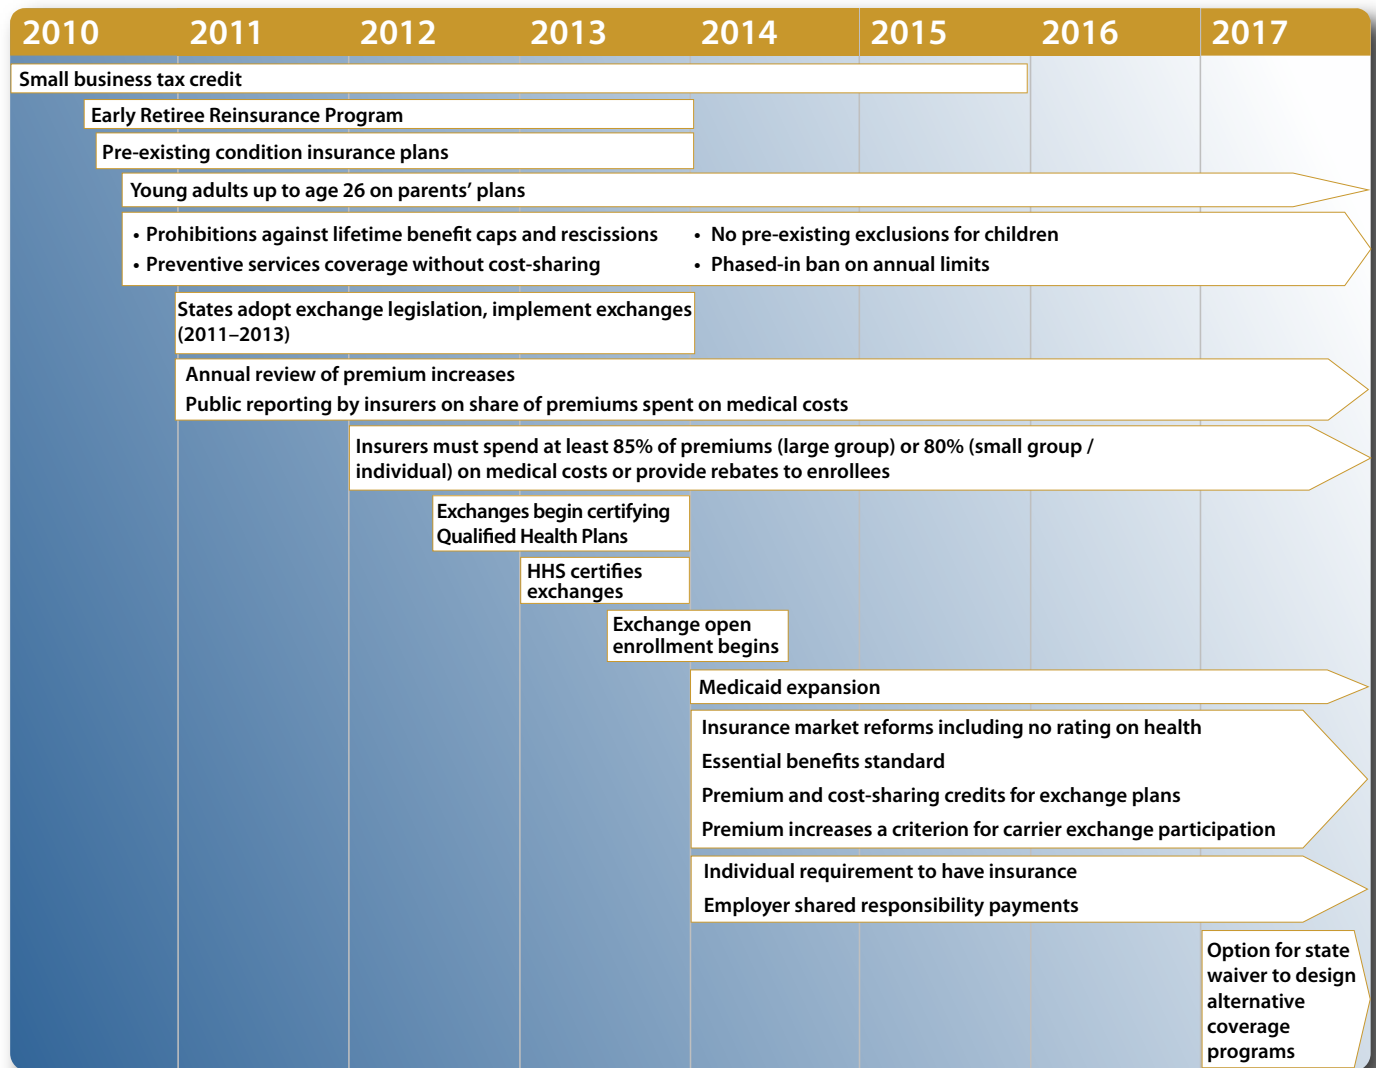 2010 2011 2012 2013 2014 2015 2016 2017
Small business tax credit
Early Retiree Reinsurance Program
Pre-existing condition insurance plans
Young adults up to age 26 on parents’ plans
• Prohibitions against lifetime benefit caps and rescissions
• Preventive services coverage without cost-sharing
• No pre-existing exclusions for children
• Phased-in ban on annual limits
States adopt exchange legislation, implement exchanges
(2011–2013)
Annual review of premium increases
Public reporting by insurers on share of premiums spent on medical costs
Insurers must spend at least 85% of premiums (large group) or 80% (small group /
individual) on medical costs or provide rebates to enrollees
Exchanges begin certifying
Qualified Health Plans
HHS certifies
exchanges
Exchange open
enrollment begins
Medicaid expansion
Insurance market reforms including no rating on health
Essential benefits standard
Premium and cost-sharing credits for exchange plans
Premium increases a criterion for carrier exchange participation
Individual requirement to have insurance
Employer shared responsibility payments
Option for state
waiver to design
alternative
coverage
programs